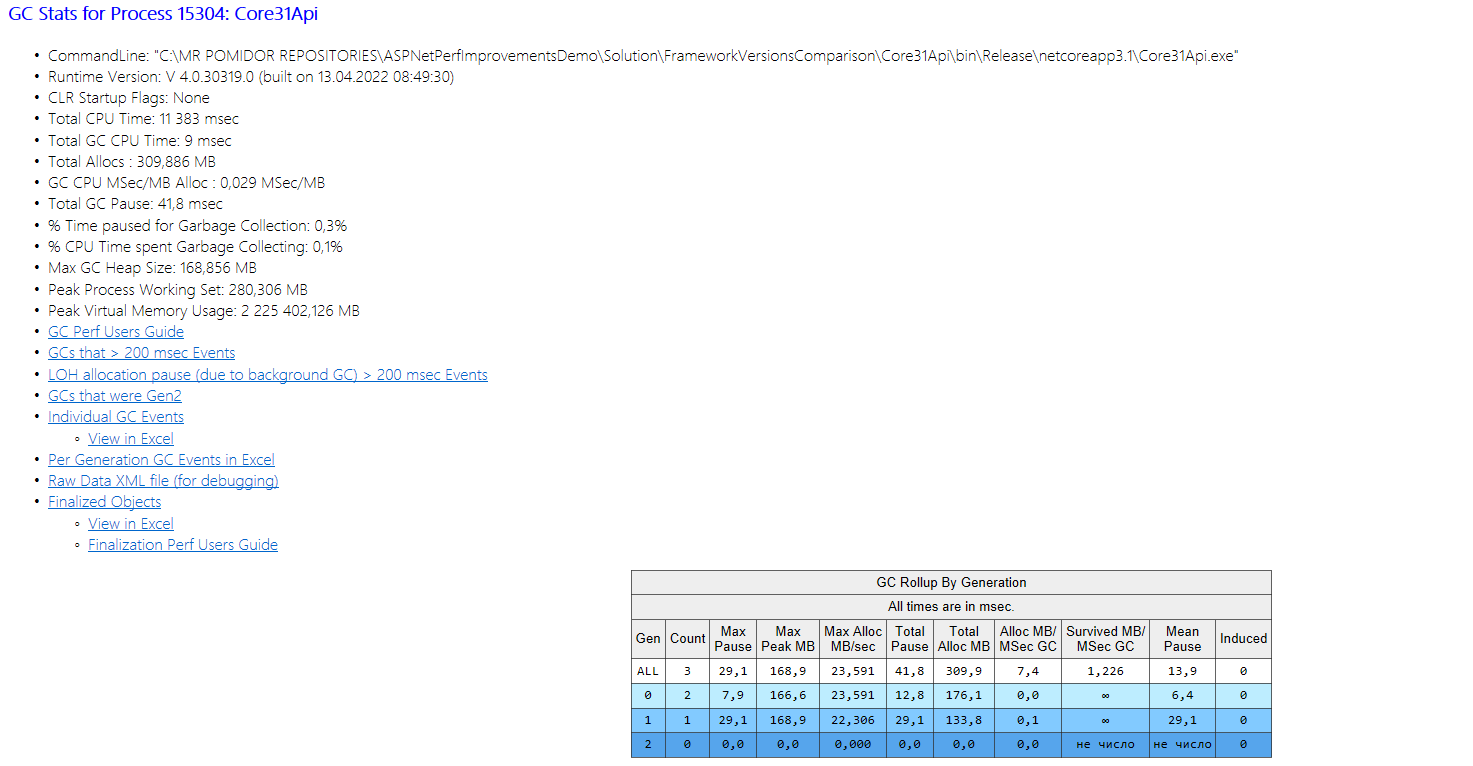 GC Stats for Process 15304: Core31Api
• CommandLine: "C:\MR POMIDOR REPOSITORIES\ASPNetPerfImprovementsDemo\Solution\FrameworkVersionsComparison\Core31Api\bin\Release\netcoreapp3.1\Core31Api.exe"
• Runtime Version: V 4.0.30319.0 (built on 13.04.2022 08:49:30)
• CLR Startup Flags: None
• Total CPU Time: 11 383 msec
• Total GC CPU Time: 9 msec
• Total Allocs : 309,886 MB
• GC CPU MSec/MB Alloc : 0,029 MSec/MB
• Total GC Pause: 41,8 msec
• % Time paused for Garbage Collection: 0,3%
• % CPU Time spent Garbage Collecting: 0,1%
• Max GC Heap Size: 168,856 MB
• Peak Process Working Set: 280,306 MB
• Peak Virtual Memory Usage: 2 225 402,126 MB
• GC Perf Users Guide
• GCs that > 200 msec Events
• LOH allocation pause (due to background GC) > 200 msec Events
• GCs that were Gen2
• Individual GC Events
◦ View in Excel
• Per Generation GC Events in Excel
• Raw Data XML file (for debugging)
• Finalized Objects
◦ View in Excel
◦ Finalization Perf Users Guide
GC Rollup By Generation
All times are in msec.
Gen Count Max Pause Max Peak MB Max Alloc MB/sec Total Pause Total Alloc MB Alloc MB/ MSec GC Survived MB/ MSec GC Mean Pause Induced
ALL 3 29,1 168,9 23,591 41,8 309,9 7,4 1,226 13,9 0
0 2 7,9 166,6 23,591 12,8 176,1 0,0 ∞ 6,4 0
1 1 29,1 168,9 22,306 29,1 133,8 0,1 ∞ 29,1 0
2 0 0,0 0,0 0,000 0,0 0,0 0,0 не число не число 0